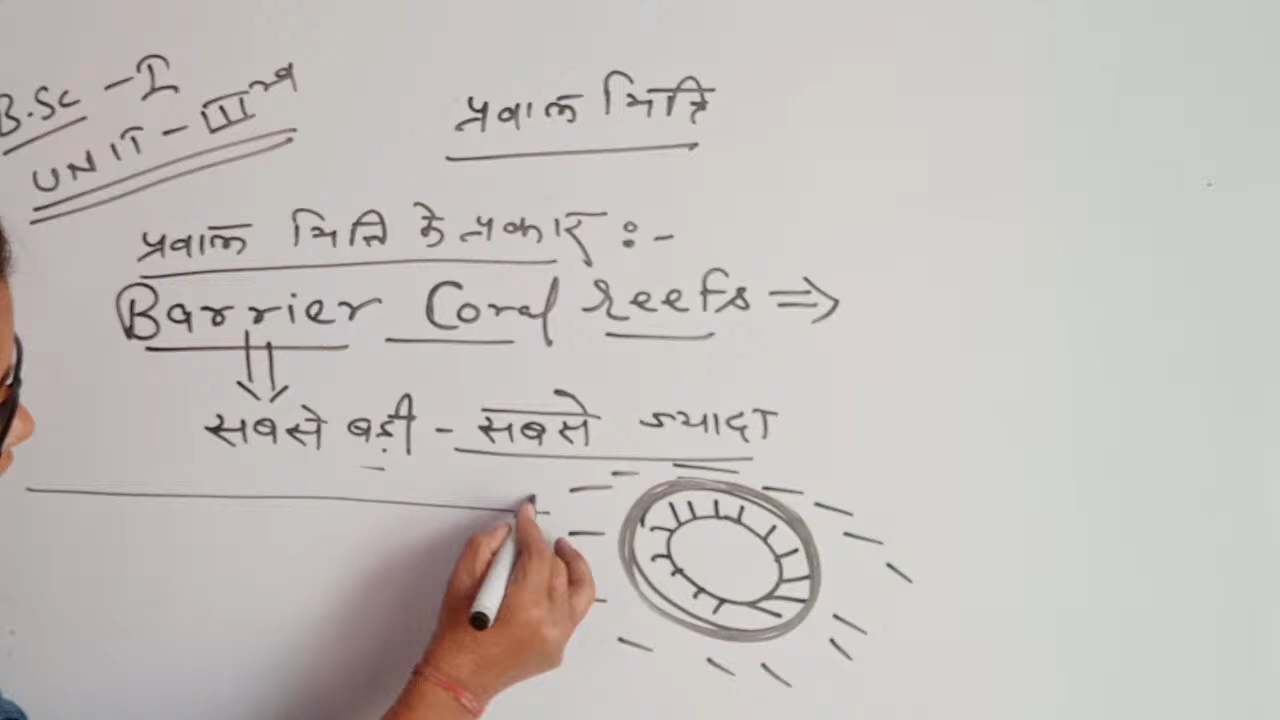 B.Sc - I
UNIT - III
प्रवाल भित्ति
प्रवाल भित्ति के प्रकार :-
Barrier Coral reefs ⇒
सबसे बड़ी - सबसे ज्यादा